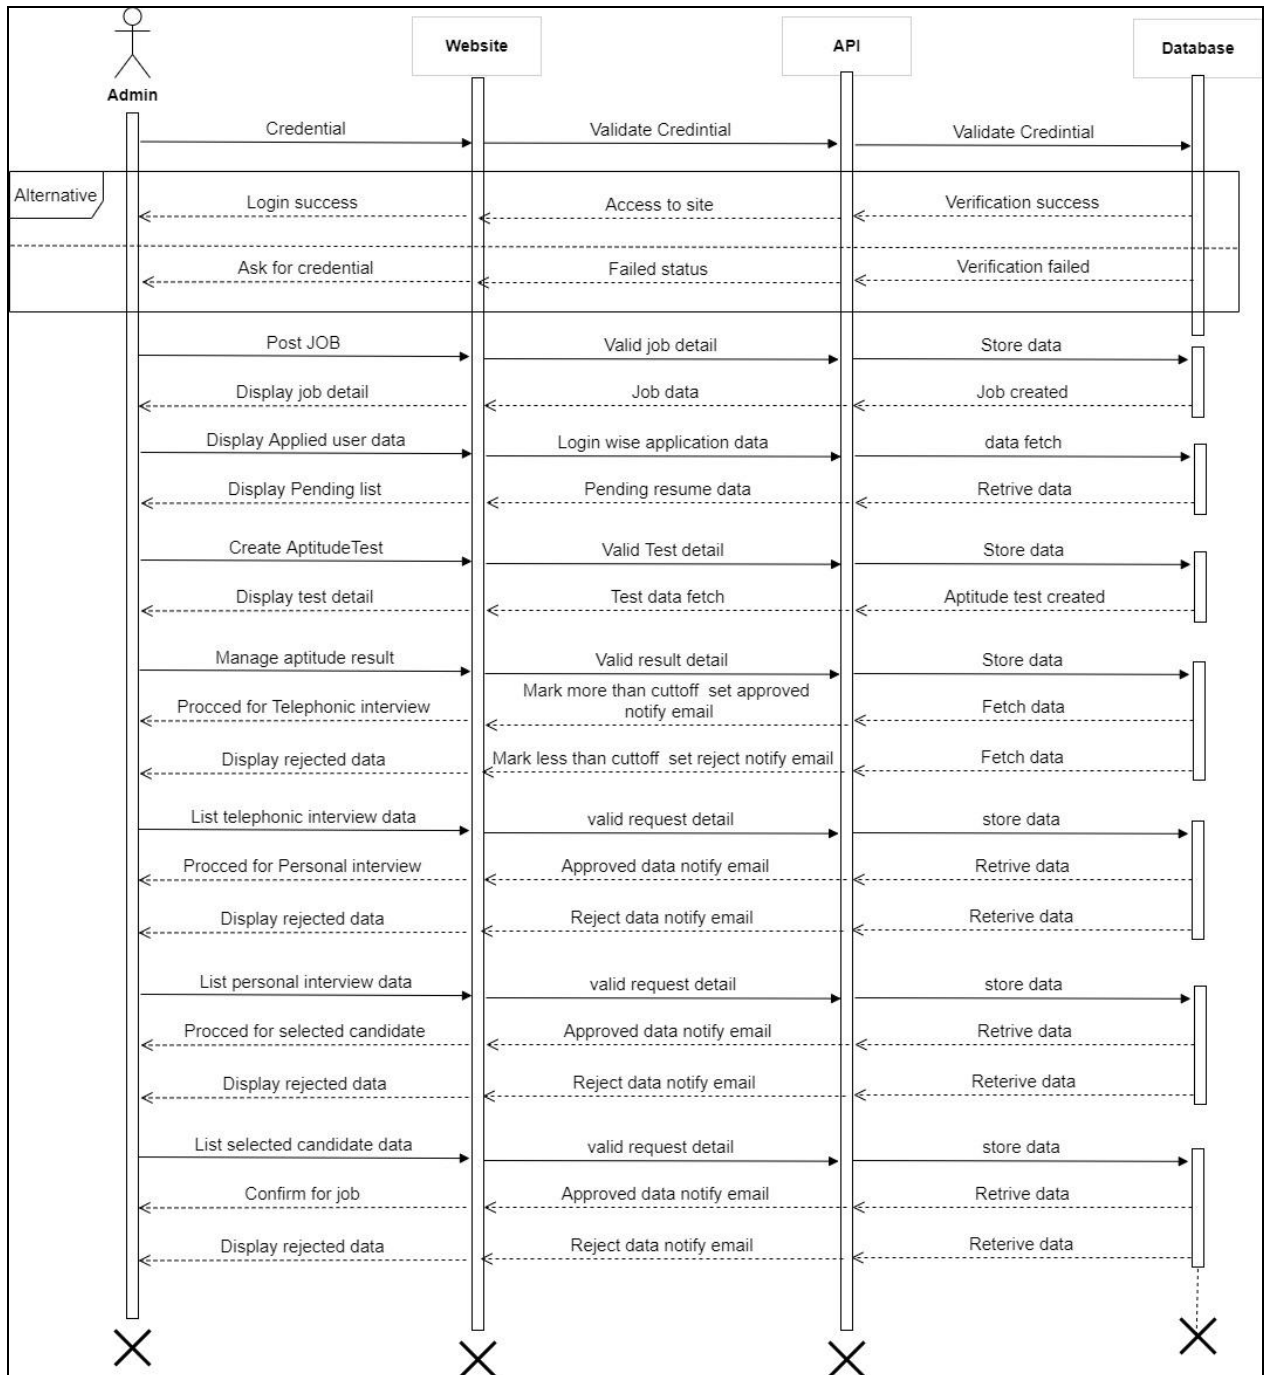 Website
API
Database
Admin
Credential
Validate Credintial
Validate Credintial
Alternative
Login success
Access to site
Verification success
Ask for credential
Failed status
Verification failed
Post JOB
Valid job detail
Store data
Display job detail
Job data
Job created
Display Applied user data
Login wise application data
data fetch
Display Pending list
Pending resume data
Retrive data
Create AptitudeTest
Valid Test detail
Store data
Display test detail
Test data fetch
Aptitude test created
Manage aptitude result
Valid result detail
Store data
Procced for Telephonic interview
Mark more than cuttoff set approved
notify email
Fetch data
Display rejected data
Mark less than cuttoff set reject notify email
Fetch data
List telephonic interview data
valid request detail
store data
Procced for Personal interview
Approved data notify email
Retrive data
Display rejected data
Reject data notify email
Reterive data
List personal interview data
valid request detail
store data
Procced for selected candidate
Approved data notify email
Retrive data
Display rejected data
Reject data notify email
Reterive data
List selected candidate data
valid request detail
store data
Confirm for job
Approved data notify email
Retrive data
Display rejected data
Reject data notify email
Reterive data